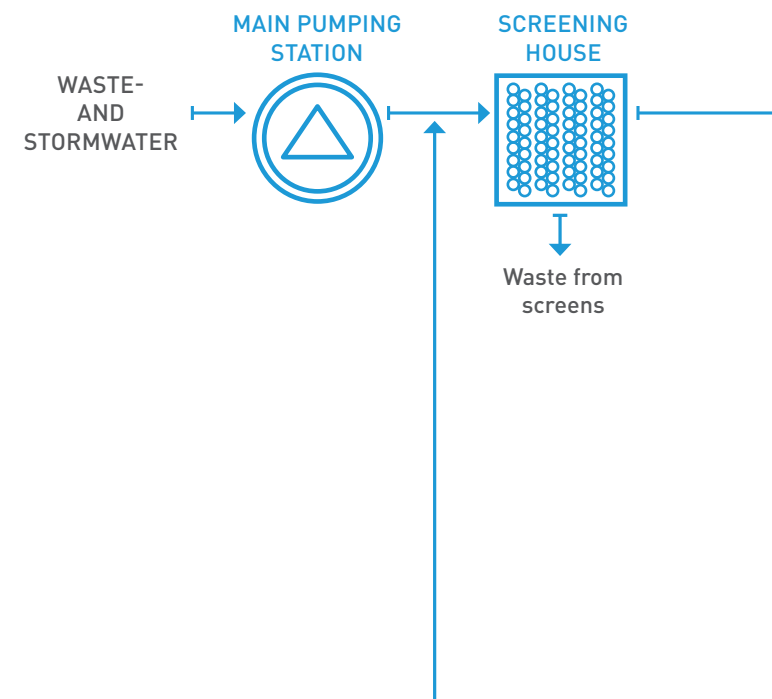 MAIN PUMPING
STATION
SCREENING
HOUSE
WASTE-
AND
STORMWATER
Waste from
screens